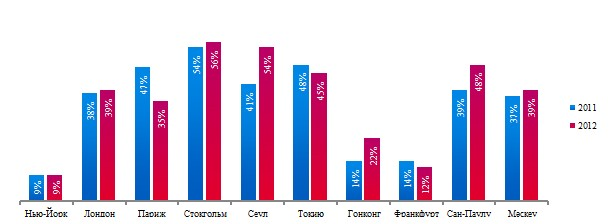 9% 9% 38% 39% 47% 35% 54% 56% 41% 54% 48% 45% 14% 22% 14% 12% 39% 48% 37% 39%
2011
2012
Нью-Йорк Лондон Париж Стокгольм Сеул Токио Гонконг Франкфурт Сан-Паулу Мескеу